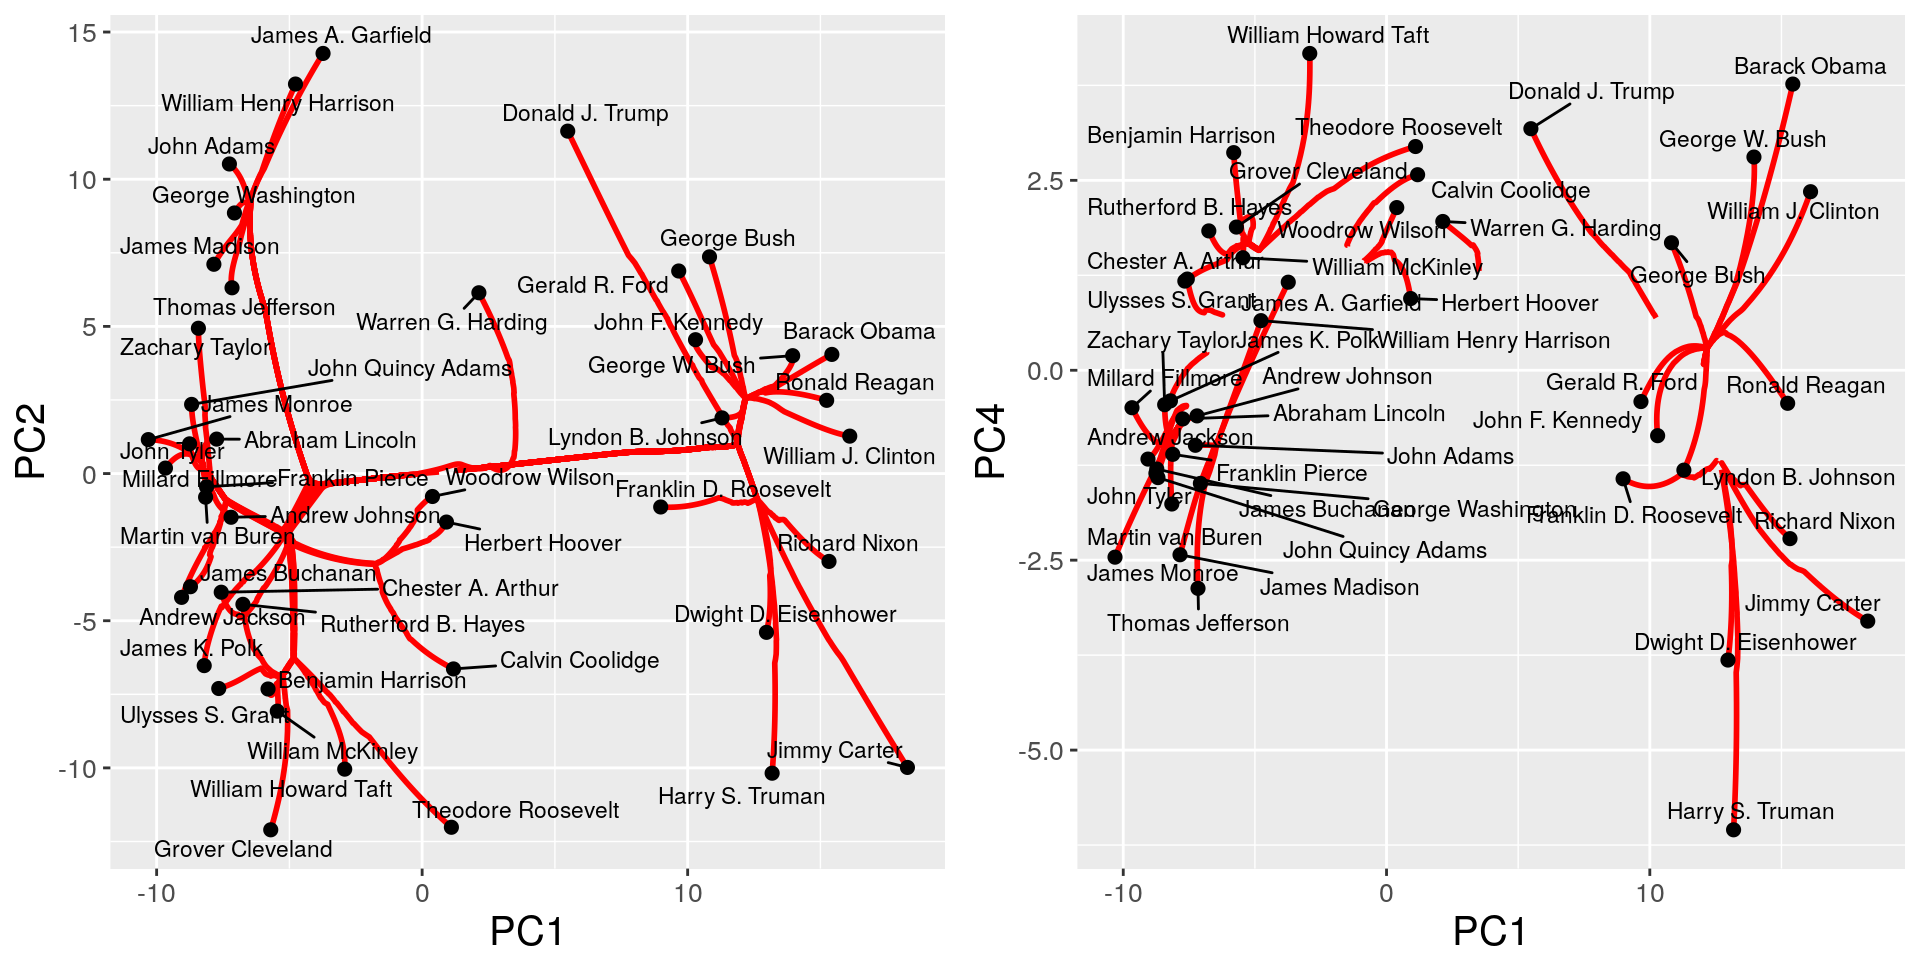 James A. Garfield
William Henry Harrison
Donald J. Trump
John Adams
George Washington
James Madison
George Bush
Gerald R. Ford
Thomas Jefferson
Warren G. Harding
John F. Kennedy
Barack Obama
Zachary Taylor
John Quincy Adams
George W. Bush
Ronald Reagan
James Monroe
Abraham Lincoln
Lyndon B. Johnson
John Tyler
William J. Clinton
Millard Fillmore
Franklin Pierce
Woodrow Wilson
Franklin D. Roosevelt
Andrew Johnson
Martin van Buren
Herbert Hoover
Richard Nixon
James Buchanan
Chester A. Arthur
Andrew Jackson
Rutherford B. Hayes
Dwight D. Eisenhower
James K. Polk
Calvin Coolidge
Benjamin Harrison
Ulysses S. Grant
William McKinley
Jimmy Carter
William Howard Taft
Harry S. Truman
Theodore Roosevelt
Grover Cleveland
15
10
5
0
-5
-10
PC2
-10
0
10
PC1
William Howard Taft
Barack Obama
Donald J. Trump
Benjamin Harrison
Theodore Roosevelt
George W. Bush
Grover Cleveland
Calvin Coolidge
Rutherford B. Hayes
William J. Clinton
Woodrow Wilson
Warren G. Harding
Chester A. Arthur
William McKinley
George Bush
Ulysses S. Grant
James A. Garfield
Herbert Hoover
Zachary Taylor
James K. Polk
William Henry Harrison
Millard Fillmore
Andrew Johnson
Gerald R. Ford
Ronald Reagan
Abraham Lincoln
John F. Kennedy
Andrew Jackson
John Adams
Franklin Pierce
Lyndon B. Johnson
John Tyler
James Buchanan
George Washington
Franklin D. Roosevelt
Richard Nixon
Martin van Buren
John Quincy Adams
James Monroe
James Madison
Jimmy Carter
Thomas Jefferson
Dwight D. Eisenhower
Harry S. Truman
2.5
0.0
-2.5
-5.0
PC4
-10
0
10
PC1